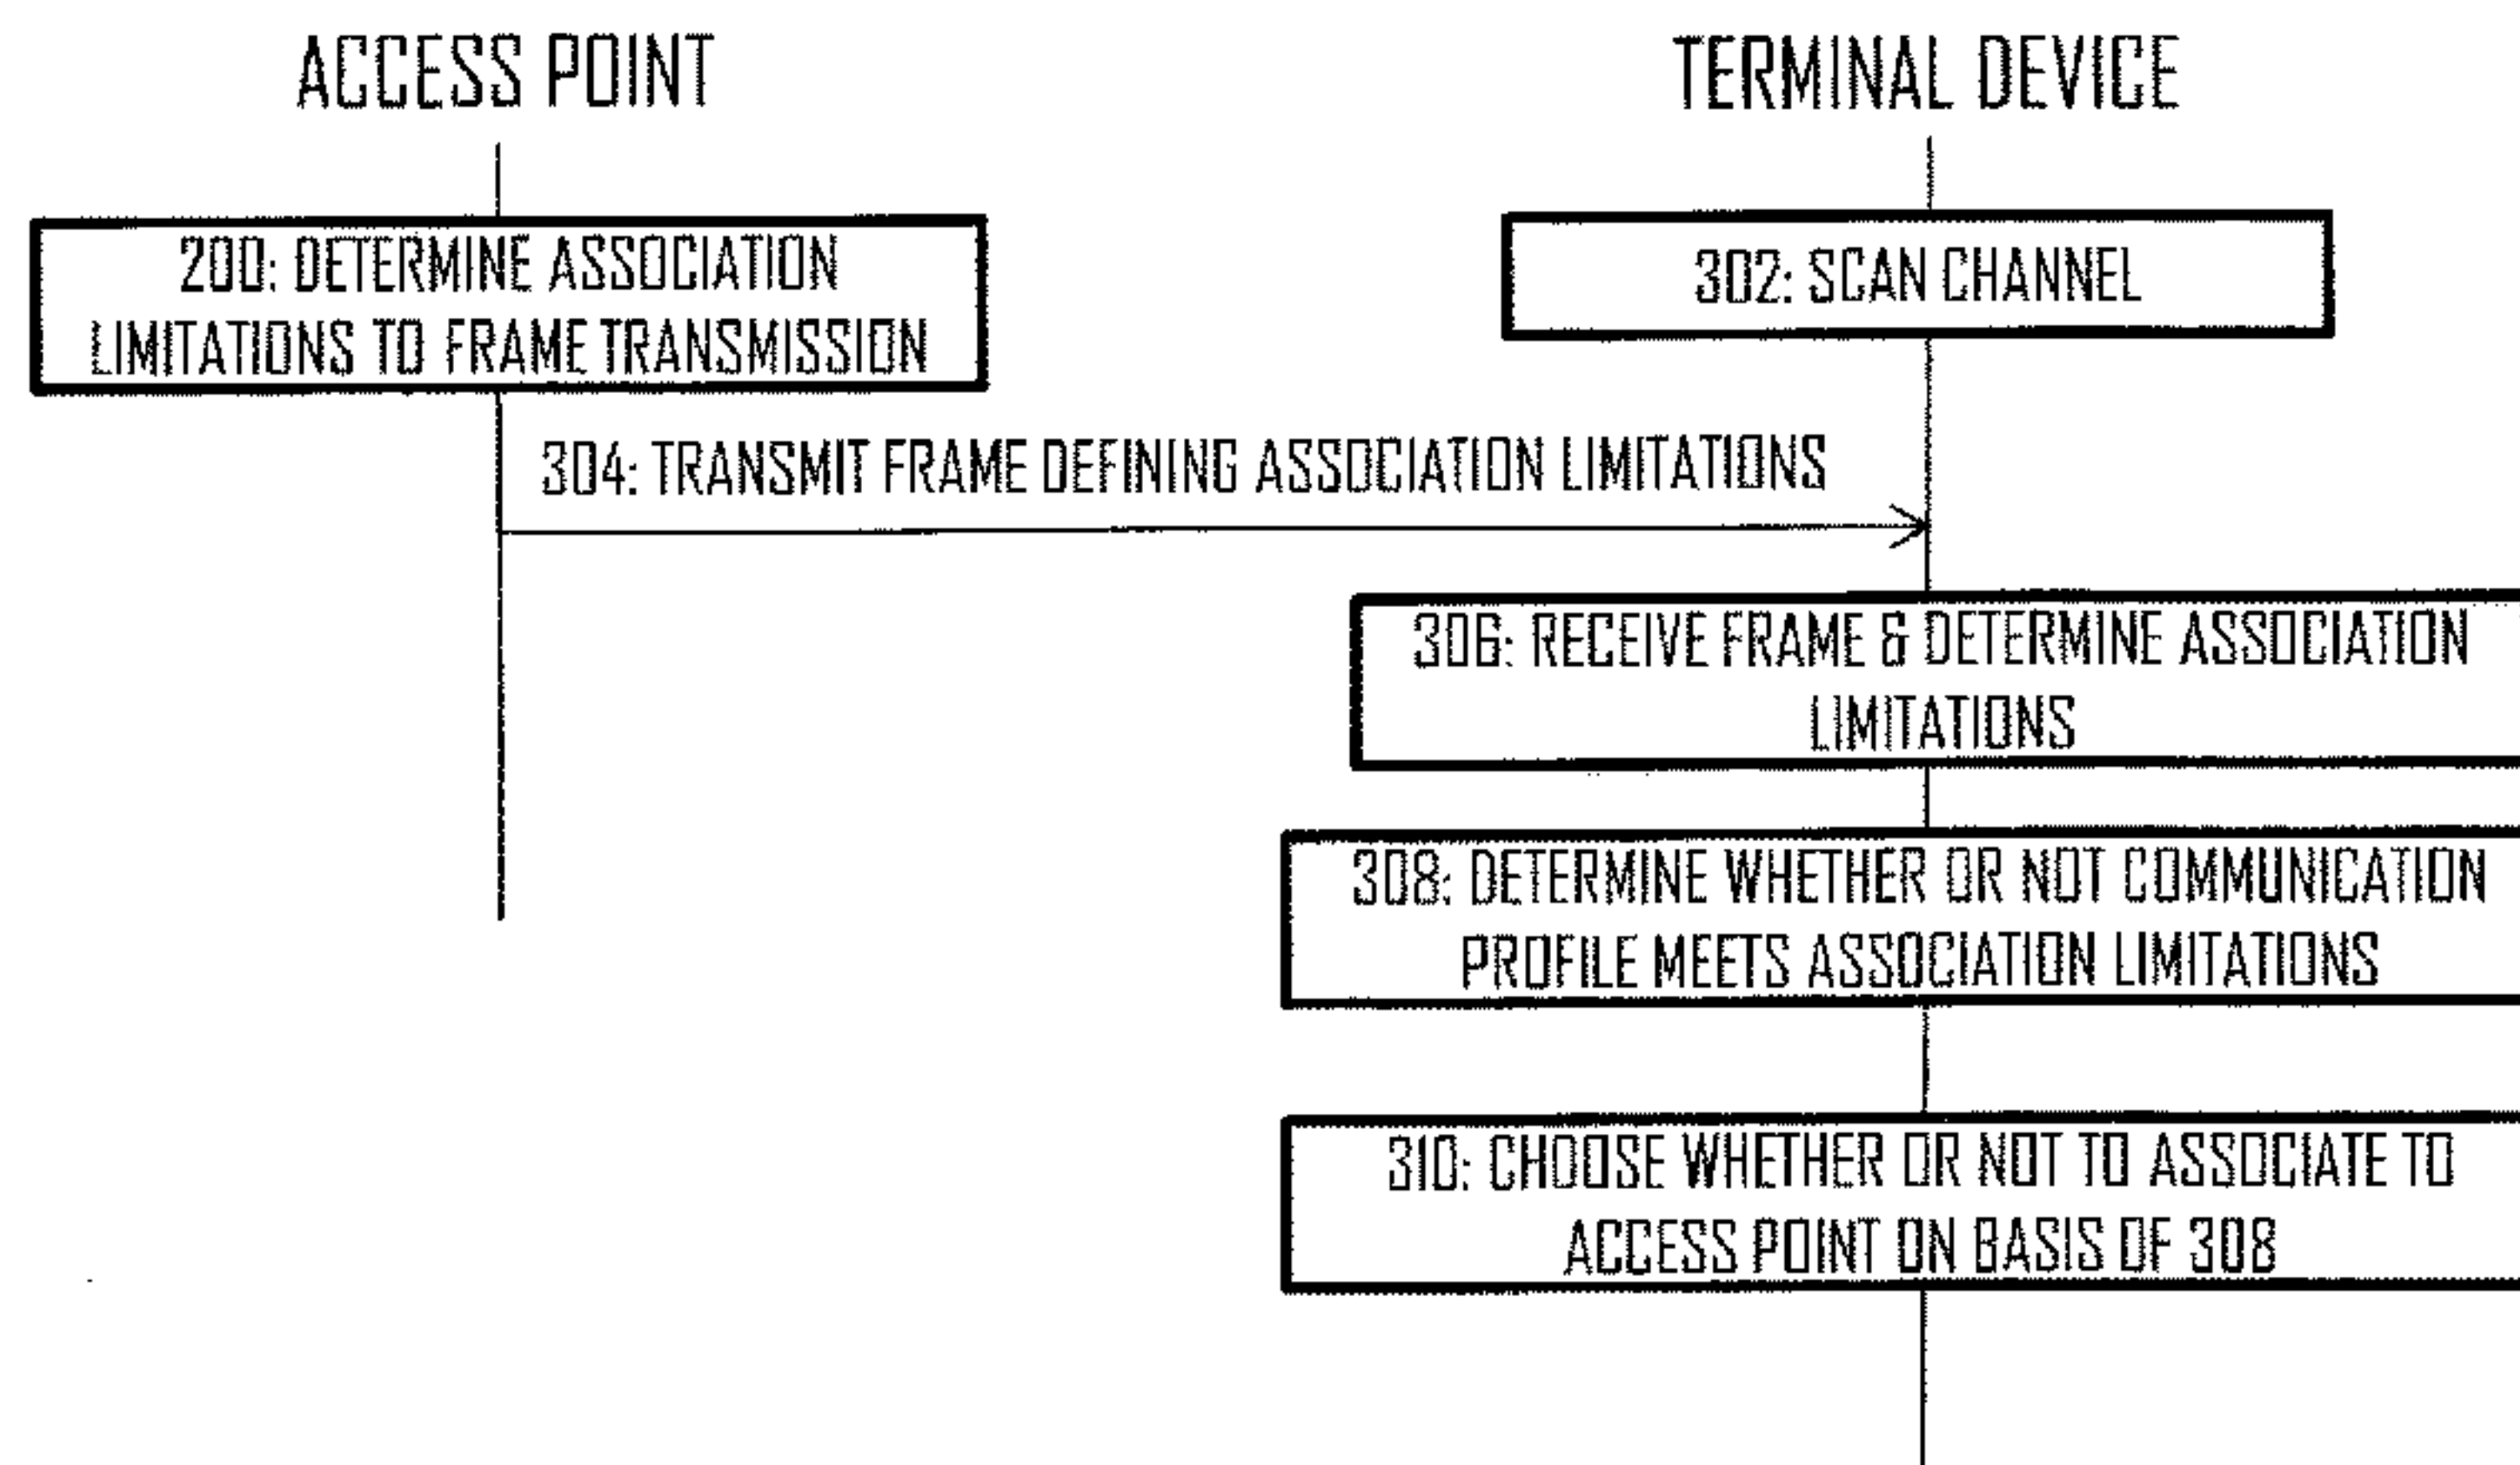 ACCESS POINT
TERMINAL DEVICE
200: DETERMINE ASSOCIATION
LIMITATIONS TO FRAME TRANSMISSION
302: SCAN CHANNEL
304: TRANSMIT FRAME DEFINING ASSOCIATION LIMITATIONS
306: RECEIVE FRAME & DETERMINE ASSOCIATION
LIMITATIONS
308: DETERMINE WHETHER OR NOT COMMUNICATION
PROFILE MEETS ASSOCIATION LIMITATIONS
310: CHOOSE WHETHER OR NOT TO ASSOCIATE TO
ACCESS POINT ON BASIS OF 308